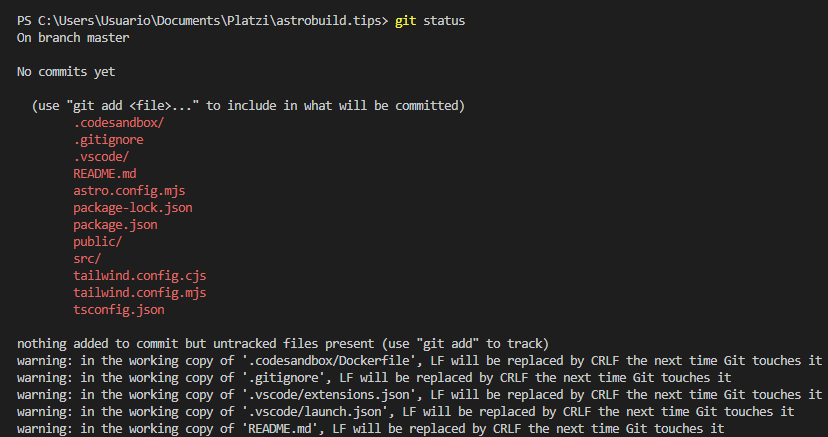 PS C:\Users\Usuario\Documents\Platzi\astrobuild.tips> git status
On branch master
No commits yet
(use "git add <file>..." to include in what will be committed)
.codesandbox/
.gitignore
.vscode/
README.md
astro.config.mjs
package-lock.json
package.json
public/
src/
tailwind.config.cjs
tailwind.config.mjs
tsconfig.json
nothing added to commit but untracked files present (use "git add" to track)
warning: in the working copy of '.codesandbox/Dockerfile', LF will be replaced by CRLF the next time Git touches it
warning: in the working copy of '.gitignore', LF will be replaced by CRLF the next time Git touches it
warning: in the working copy of '.vscode/extensions.json', LF will be replaced by CRLF the next time Git touches it
warning: in the working copy of '.vscode/launch.json', LF will be replaced by CRLF the next time Git touches it
warning: in the working copy of 'README.md', LF will be replaced by CRLF the next time Git touches it